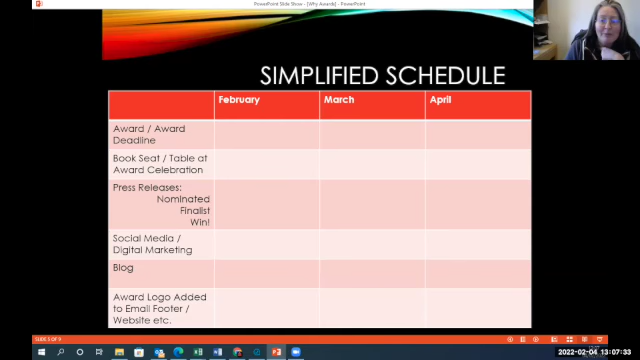 PowerPoint Slide Show - [Why Awards] - PowerPoint
SIMPLIFIED SCHEDULE
February March April
Award / Award
Deadline
Book Seat / Table at
Award Celebration
Press Releases:
Nominated
Finalist
Win!
Social Media /
Digital Marketing
Blog
Award Logo Added
to Email Footer /
Website etc.
SLIDE 5 OF 9
2022-02-04 13:07:33